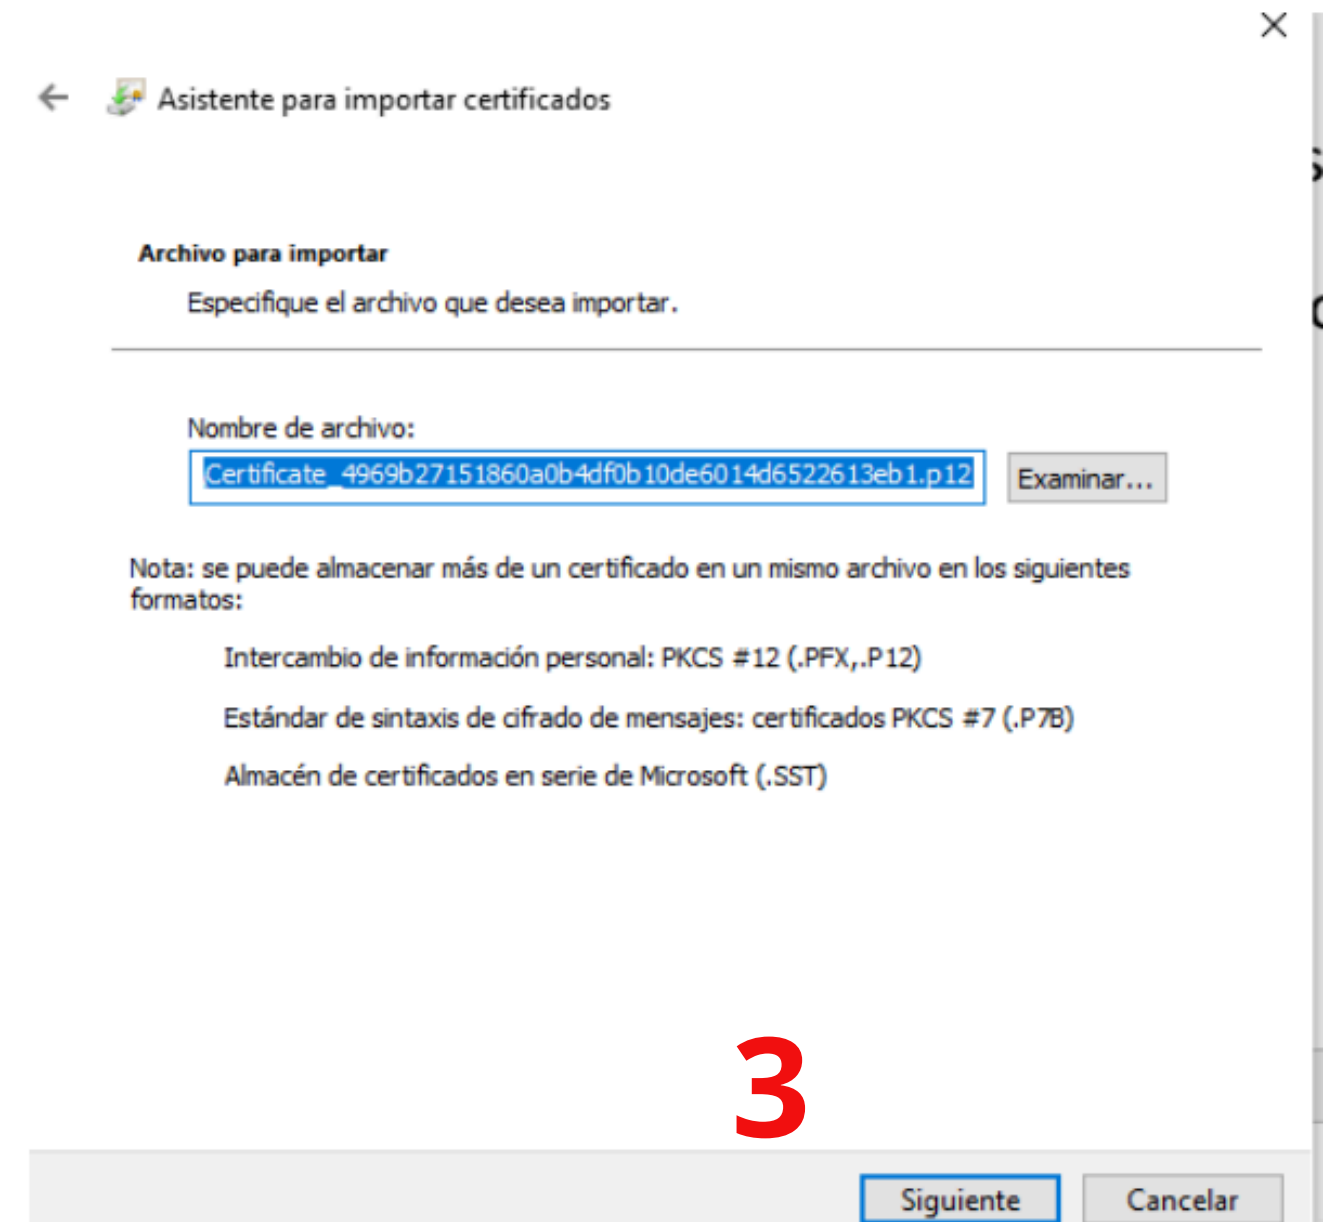 Asistente para importar certificados
Archivo para importar
Especifique el archivo que desea importar.
Nombre de archivo:
Certificate_4969b27151860a0b4df0b10de6014d6522613eb1.p12
Examinar...
Nota: se puede almacenar más de un certificado en un mismo archivo en los siguientes
formatos:
Intercambio de información personal: PKCS #12 (.PFX,.P12)
Estándar de sintaxis de cifrado de mensajes: certificados PKCS #7 (.P7B)
Almacén de certificados en serie de Microsoft (.SST)
3
Siguiente
Cancelar